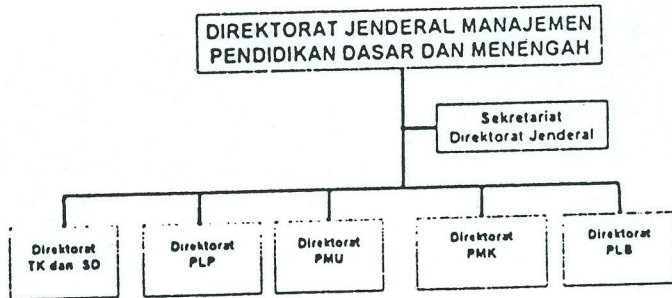 DIREKTORAT JENDERAL MANAJEMEN
PENDIDIKAN DASAR DAN MENENGAH
Sekretariat
Direktorat Jenderal
Direktorat
TK dan SD
Direktorat
PLP
Direktorat
PMU
Direktorat
PMK
Direktorat
PLB